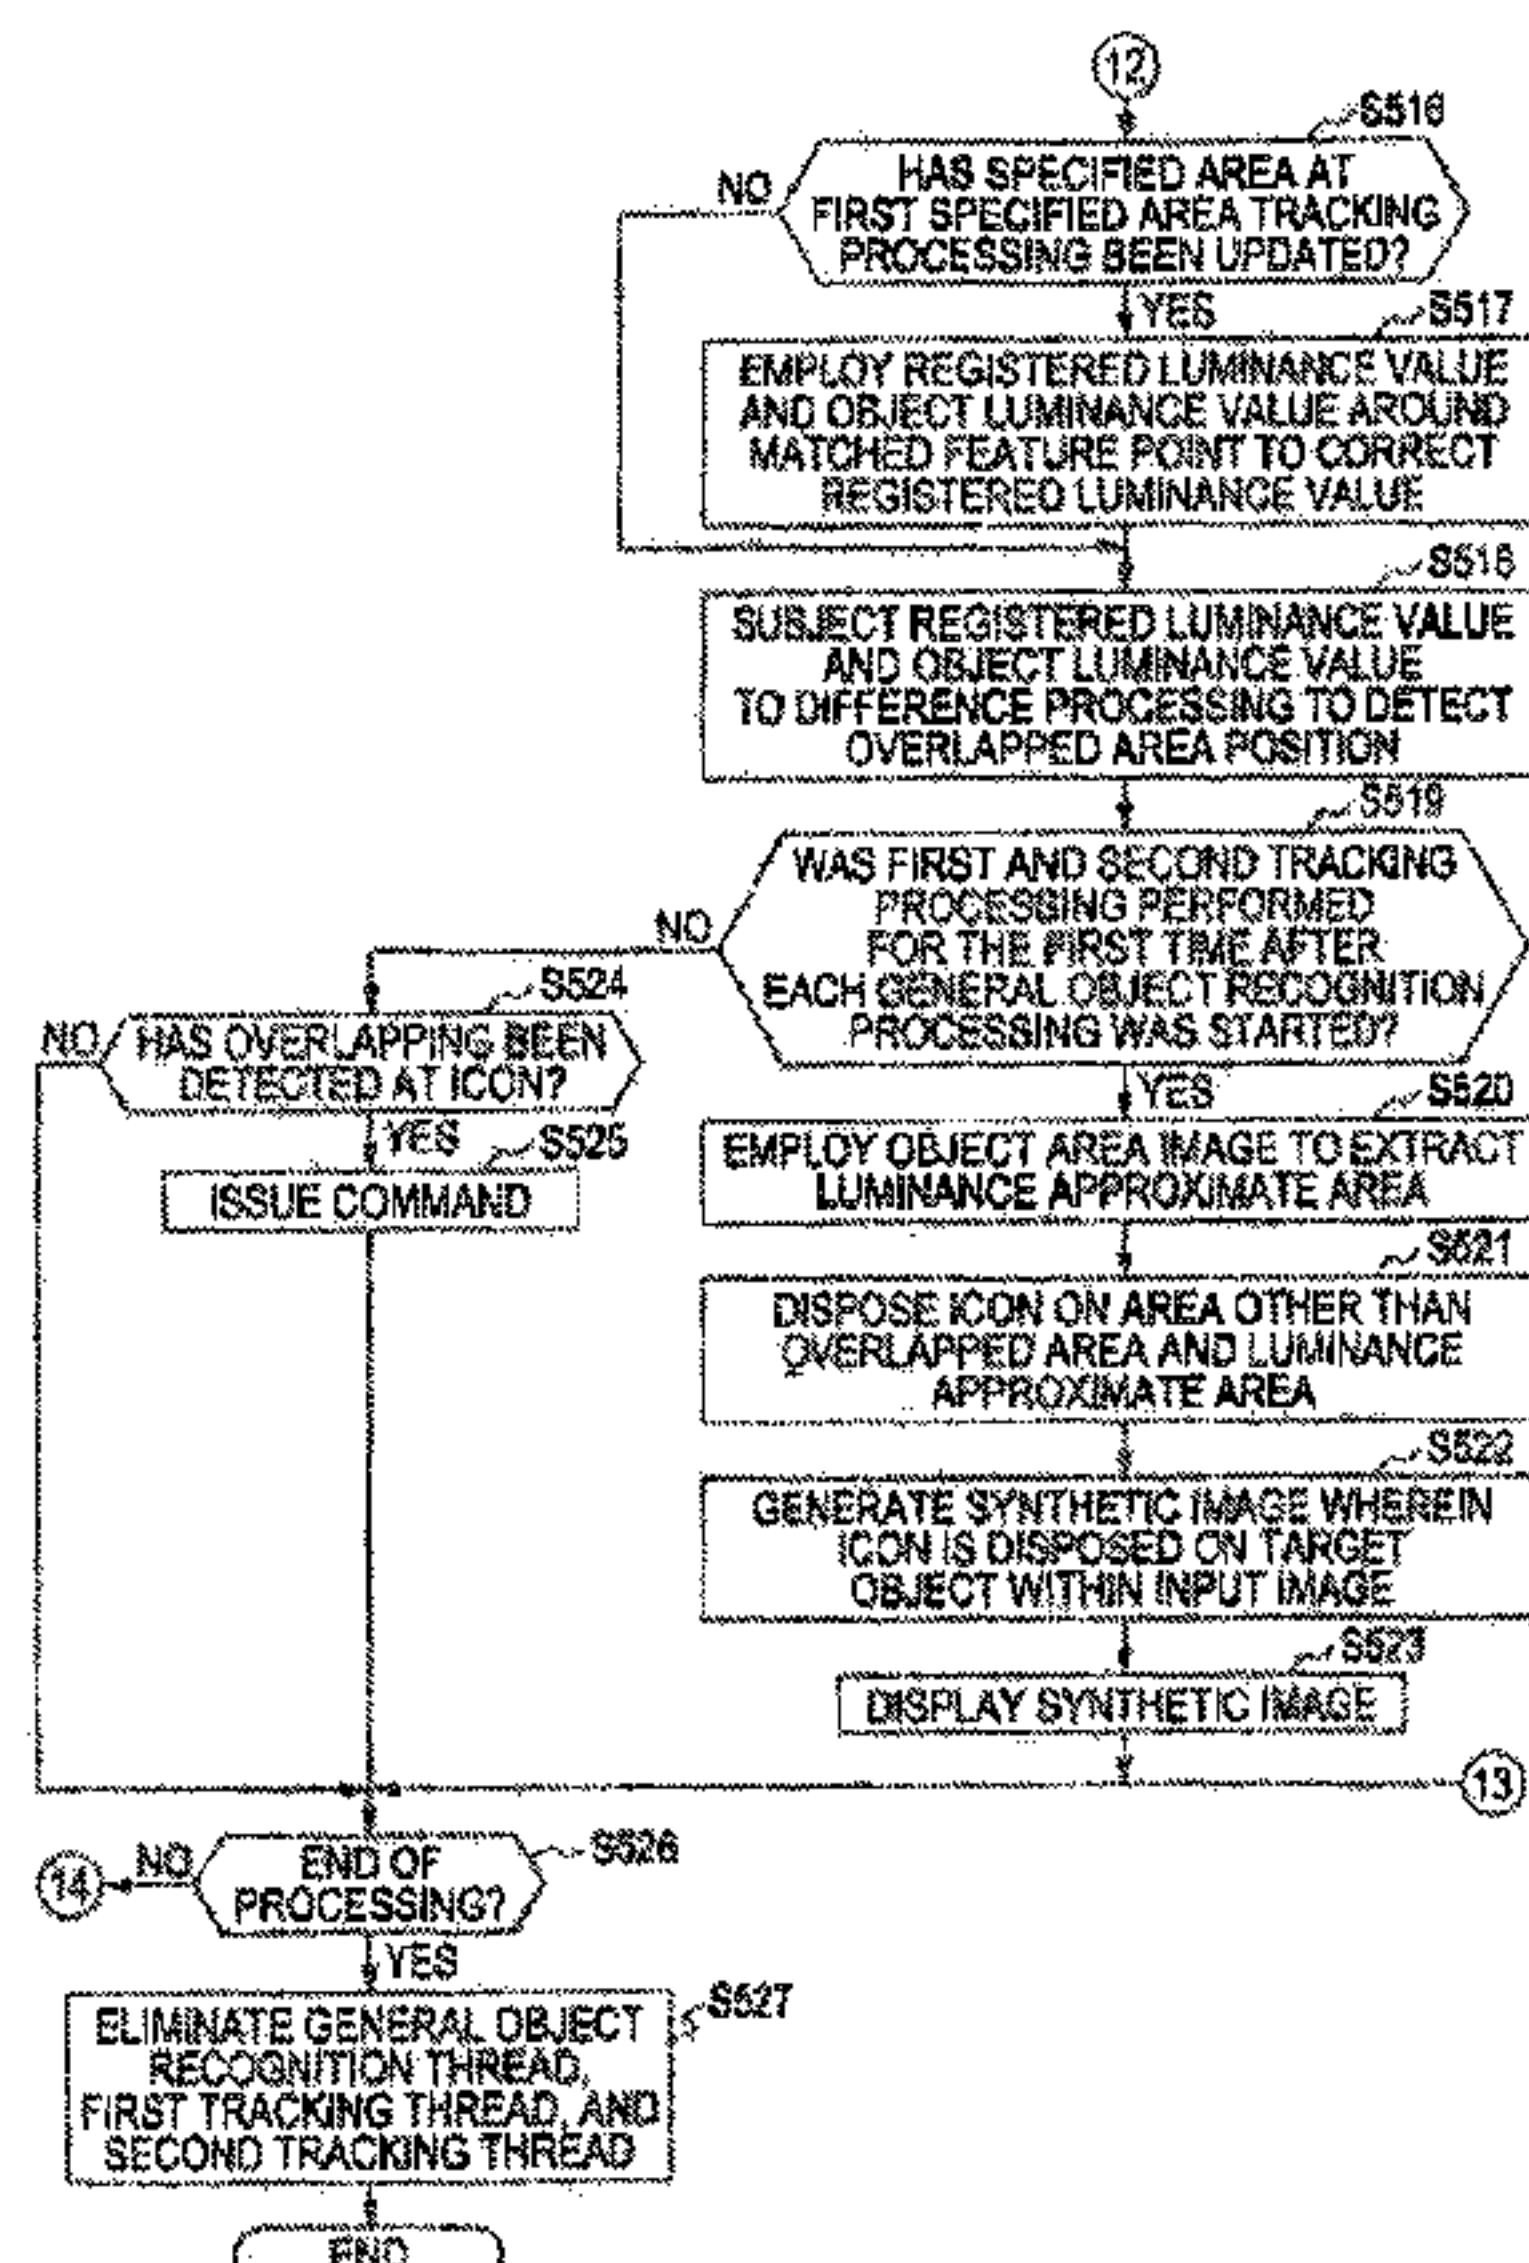 12
S516
HAS SPECIFIED AREA AT
FIRST SPECIFIED AREA TRACKING
PROCESSING BEEN UPDATED?
NO
YES
S517
EMPLOY REGISTERED LUMINANCE VALUE
AND OBJECT LUMINANCE VALUE AROUND
MATCHED FEATURE POINT TO CORRECT
REGISTERED LUMINANCE VALUE
S518
SUBJECT REGISTERED LUMINANCE VALUE
AND OBJECT LUMINANCE VALUE
TO DIFFERENCE PROCESSING TO DETECT
OVERLAPPED AREA POSITION
S519
WAS FIRST AND SECOND TRACKING
PROCESSING PERFORMED
FOR THE FIRST TIME AFTER
EACH GENERAL OBJECT RECOGNITION
PROCESSING WAS STARTED?
NO
YES
S524
HAS OVERLAPPING BEEN
DETECTED AT ICON?
NO
YES
S525
ISSUE COMMAND
S520
EMPLOY OBJECT AREA IMAGE TO EXTRACT
LUMINANCE APPROXIMATE AREA
S521
DISPOSE ICON ON AREA OTHER THAN
OVERLAPPED AREA AND LUMINANCE
APPROXIMATE AREA
S522
GENERATE SYNTHETIC IMAGE WHEREIN
ICON IS DISPOSED ON TARGET
OBJECT WITHIN INPUT IMAGE
S523
DISPLAY SYNTHETIC IMAGE
13
S526
END OF
PROCESSING?
NO
14
YES
S527
ELIMINATE GENERAL OBJECT
RECOGNITION THREAD,
FIRST TRACKING THREAD, AND
SECOND TRACKING THREAD
END